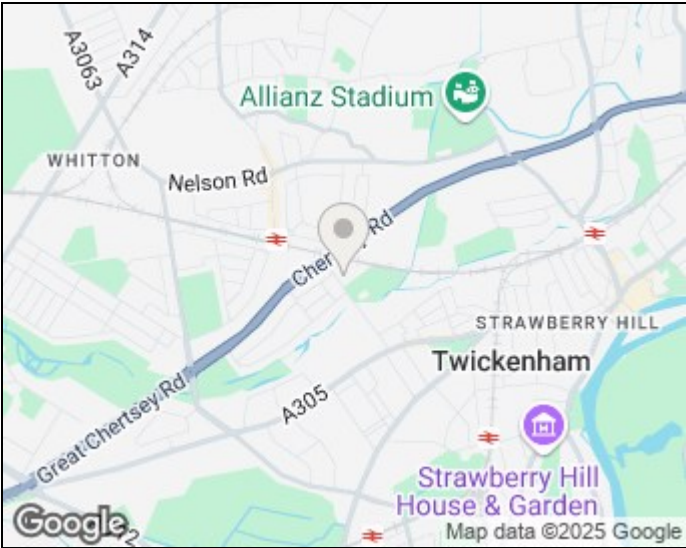 A3063
A314
Allianz Stadium
WHITTON
Nelson Rd
Chertsey Rd
STRAWBERRY HILL
Twickenham
A305
Great Chertsey Rd
Strawberry Hill
House & Garden
Google
Map data ©2025 Google